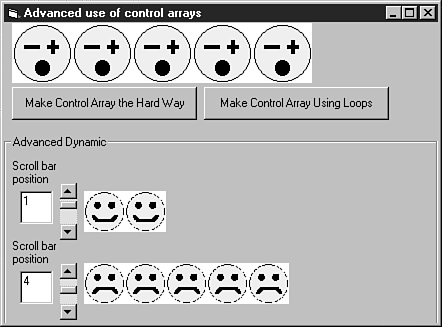 Advanced use of control arrays
Make Control Array the Hard Way
Make Control Array Using Loops
Advanced Dynamic
Scroll bar
position
1
Scroll bar
position
4